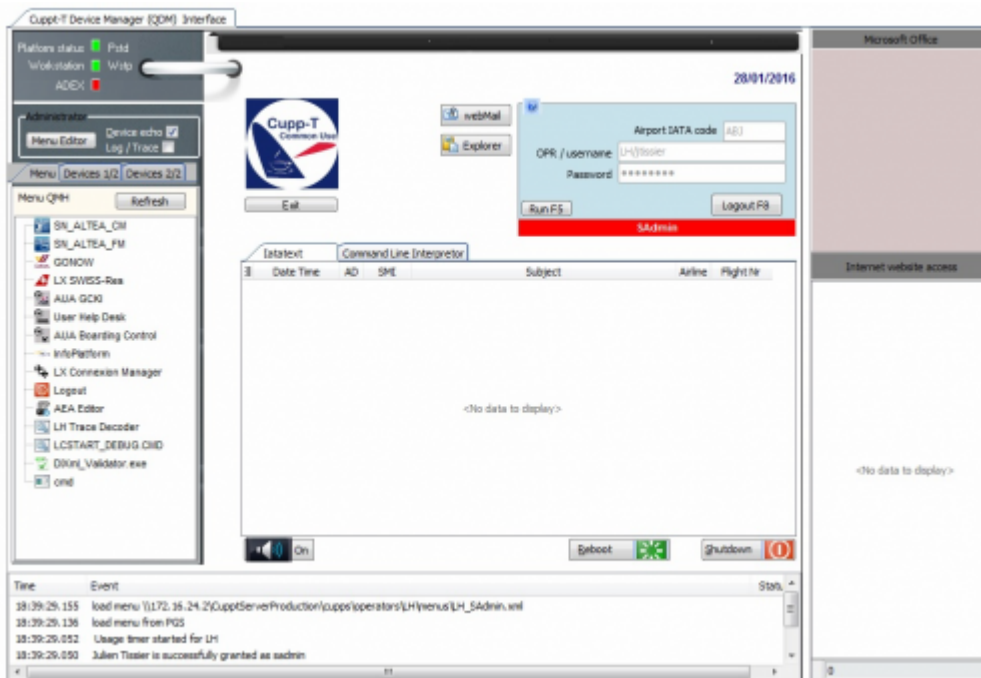 Cuppt-T Device Manager (QDM) Interface
Platform status Pstd
Workstation Wstp
ADEX
Administrator
Menu Editor
Device echo
Log / Trace
Menu Devices 1/2 Devices 2/2
Menu QMH Refresh
SN_ALTEA_CM
SN_ALTEA_FM
GONOW
LX SWISS-Rea
AUA GCKI
User Help Desk
AUA Boarding Control
InfoPlatform
LX Connexion Manager
Logout
AEA Editor
LH Trace Decoder
LCSTART_DEBUG.CMD
DIXml_Validator.exe
cmd
28/01/2016
Cupp-T
Common Use
Exit
webMail
Explorer
Airport IATA code ABJ
OPR / username LH/jtissier
Password ********
Run F5 Logout F8
SAdmin
Iatatext Command Line Interpretor
Date Time AD SMI Subject Airline Flight Nr
<No data to display>
On
Reboot
Shutdown
Microsoft Office
Internet website access
<No data to display>
0
Time Event Statu
18:39:29.155 load menu \\172.16.24.2\CupptServerProduction\cupps\operators\LH\menus\LH_SAdmin.xml
18:39:29.136 load menu from PGS
18:39:29.052 Usage timer started for LH
18:39:29.050 Julien Tissier is successfully granted as sadmin